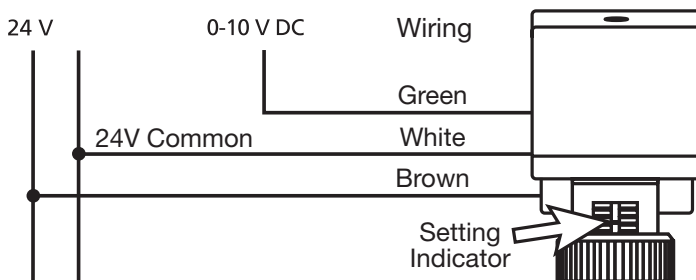 24 V
0-10 V DC
Wiring
Green
24V Common
White
Brown
Setting
Indicator